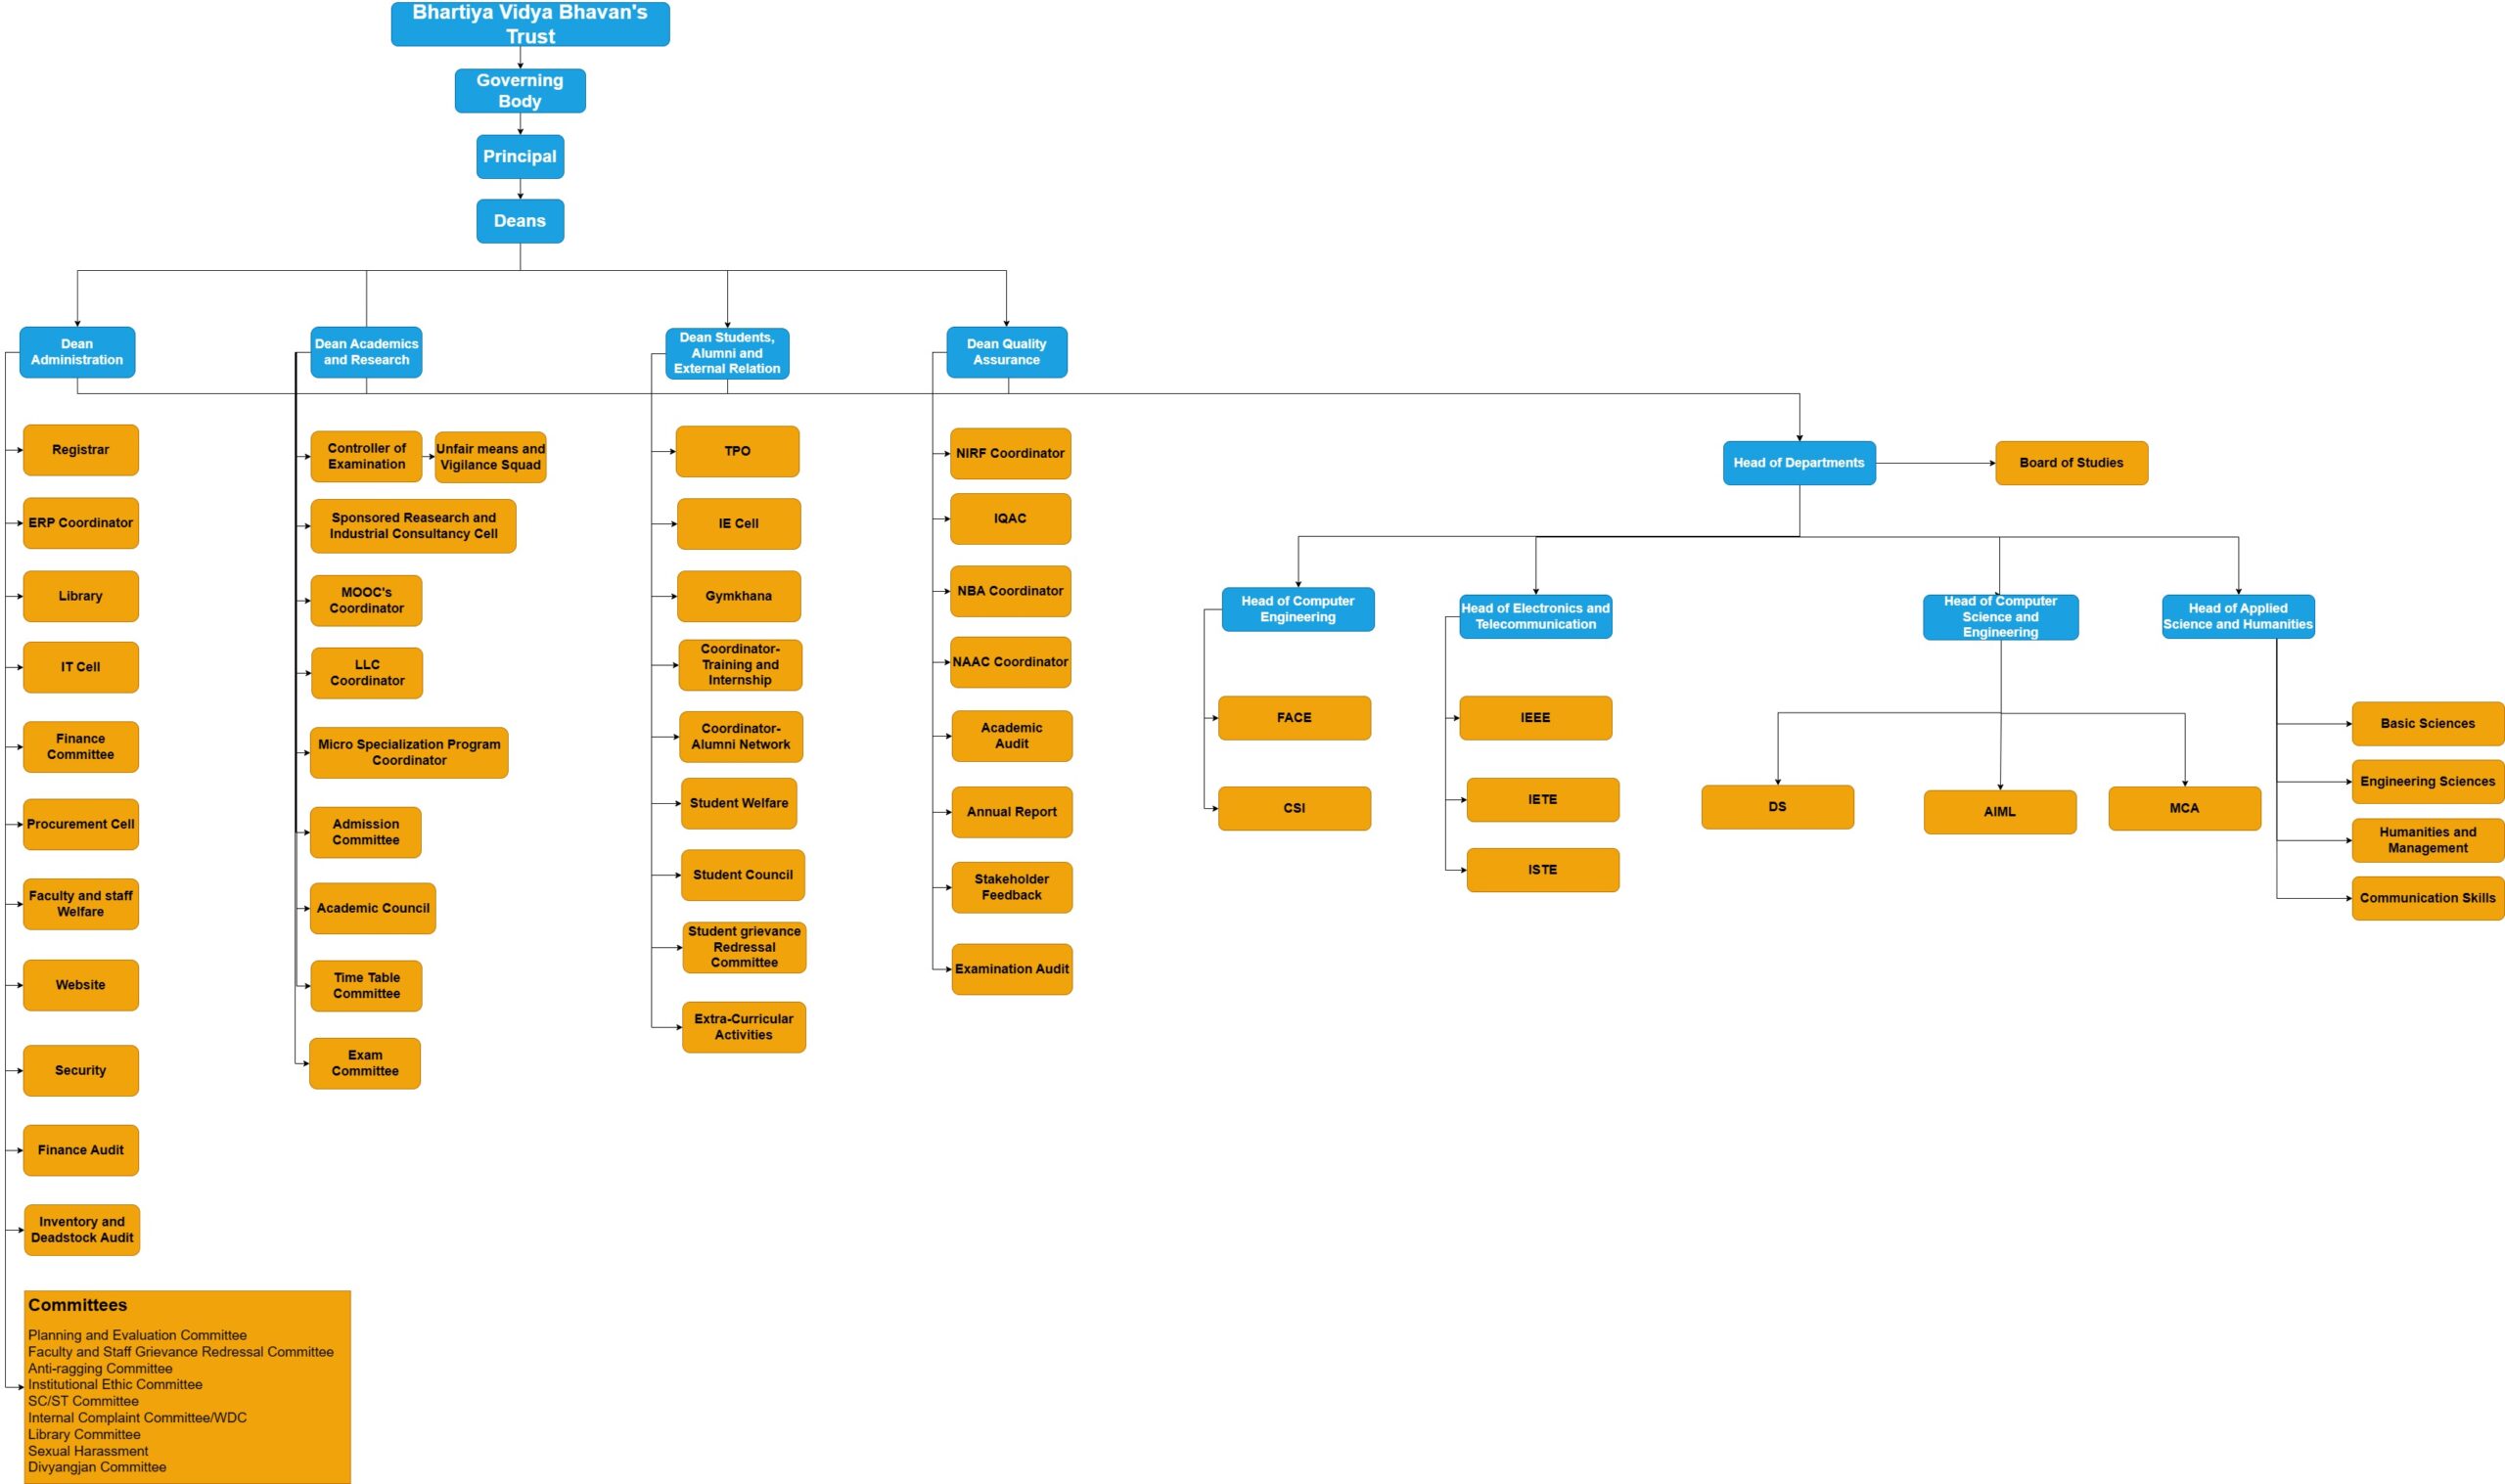 Bhartiya Vidya Bhavan's
Trust
Governing
Body
Principal
Deans
Dean
Administration
Dean Academics
and Research
Dean Students,
Alumni and
External Relation
Dean Quality
Assurance
Registrar
ERP Coordinator
Library
IT Cell
Finance
Committee
Procurement Cell
Faculty and staff
Welfare
Website
Security
Finance Audit
Inventory and
Deadstock Audit
Committees
Planning and Evaluation Committee
Faculty and Staff Grievance Redressal Committee
Anti-ragging Committee
Institutional Ethic Committee
SC/ST Committee
Internal Complaint Committee/WDC
Library Committee
Sexual Harassment
Divyangjan Committee
Controller of
Examination
Unfair means and
Vigilance Squad
Sponsored Reasearch and
Industrial Consultancy Cell
MOOC's
Coordinator
LLC
Coordinator
Micro Specialization Program
Coordinator
Admission
Committee
Academic Council
Time Table
Committee
Exam
Committee
TPO
IE Cell
Gymkhana
Coordinator-
Training and
Internship
Coordinator-
Alumni Network
Student Welfare
Student Council
Student grievance
Redressal
Committee
Extra-Curricular
Activities
NIRF Coordinator
IQAC
NBA Coordinator
NAAC Coordinator
Academic
Audit
Annual Report
Stakeholder
Feedback
Examination Audit
Head of Departments
Board of Studies
Head of Computer
Engineering
FACE
CSI
Head of Electronics and
Telecommunication
IEEE
IETE
ISTE
Head of Computer
Science and
Engineering
DS
AIML
MCA
Head of Applied
Science and Humanities
Basic Sciences
Engineering Sciences
Humanities and
Management
Communication Skills